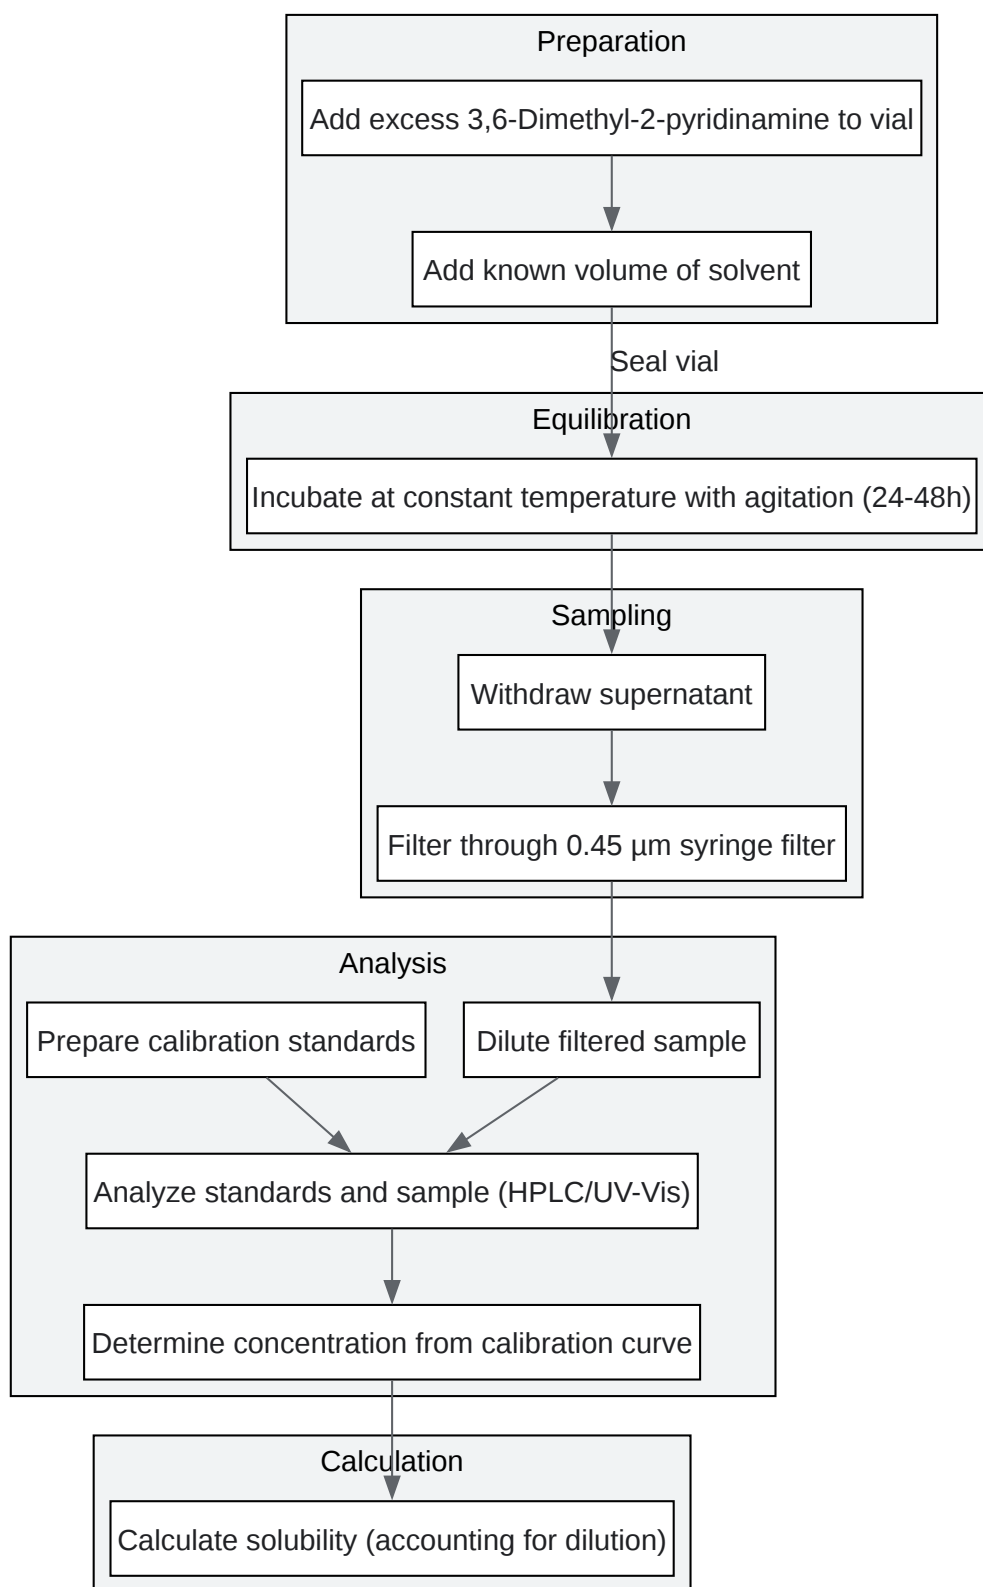 Preparation
Add excess 3,6-Dimethyl-2-pyridinamine to vial
Add known volume of solvent
Seal vial
Equilibration
Incubate at constant temperature with agitation (24-48h)
Sampling
Withdraw supernatant
Filter through 0.45 µm syringe filter
Analysis
Prepare calibration standards
Dilute filtered sample
Analyze standards and sample (HPLC/UV-Vis)
Determine concentration from calibration curve
Calculation
Calculate solubility (accounting for dilution)